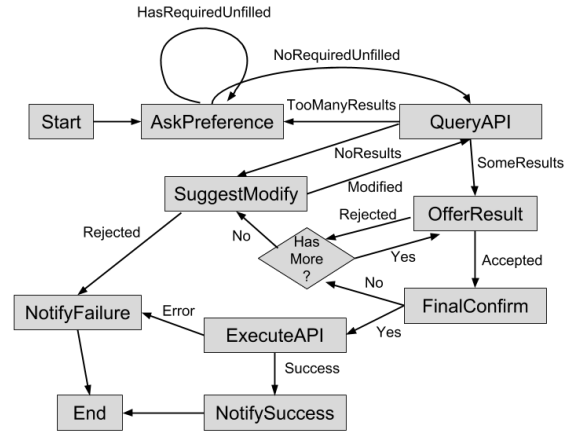 HasRequiredUnfilled
NoRequiredUnfilled
TooManyResults
Start
AskPreference
QueryAPI
NoResults
SomeResults
SuggestModify
Modified
OfferResult
Rejected
Rejected
No
Has
More
?
Yes
Accepted
No
NotifyFailure
FinalConfirm
Error
ExecuteAPI
Yes
Success
End
NotifySuccess